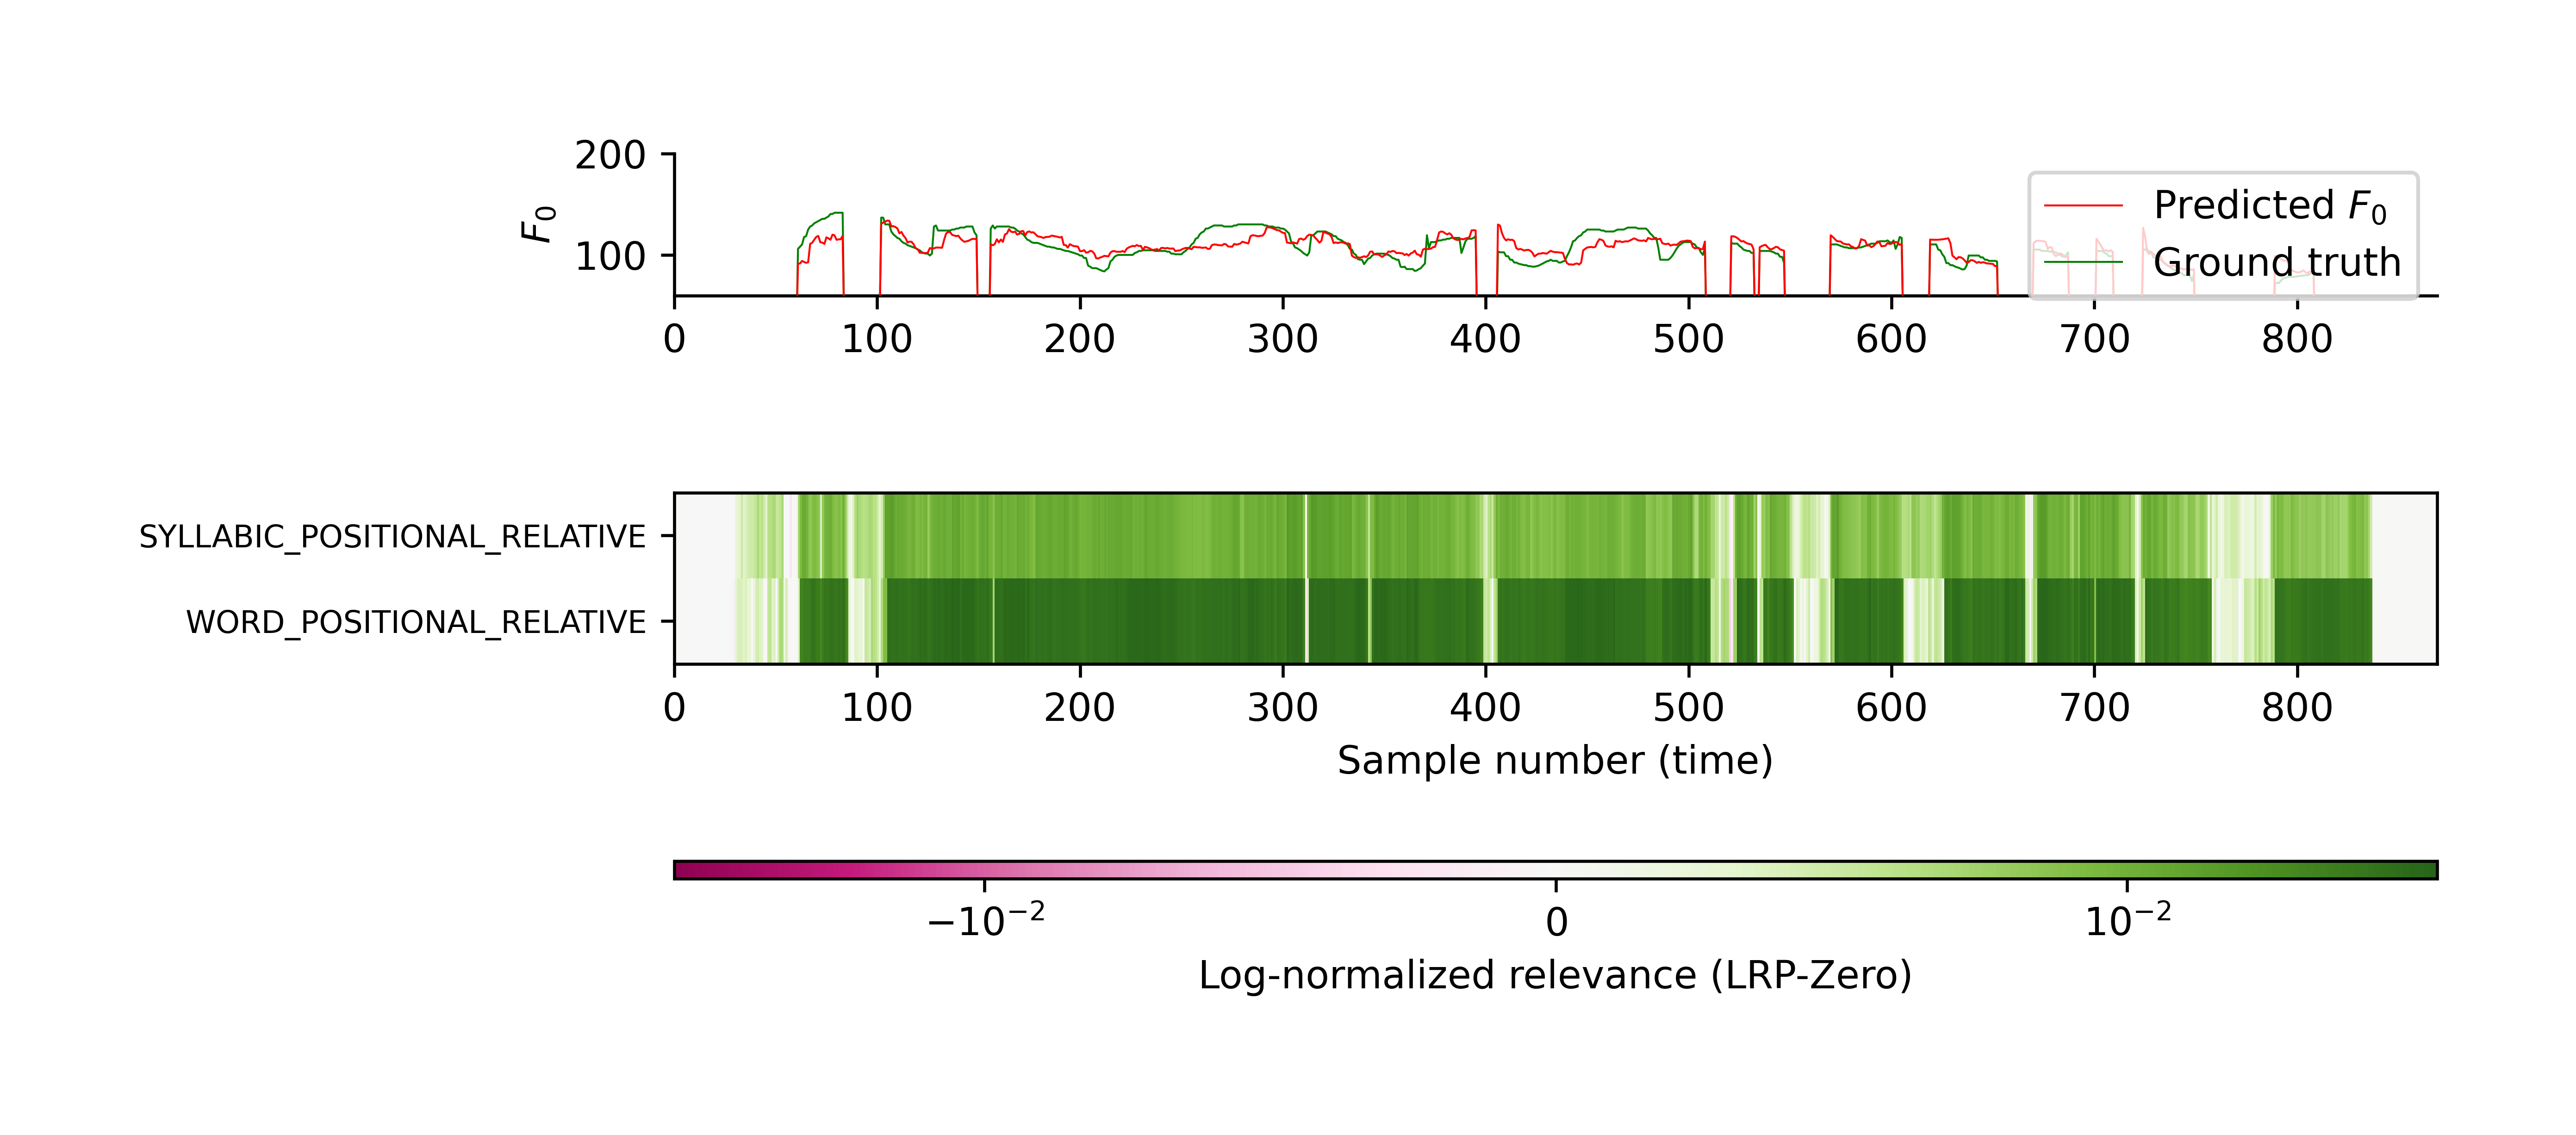 200
100
F₀
Predicted F₀
Ground truth
0 100 200 300 400 500 600 700 800
SYLLABIC_POSITIONAL_RELATIVE
WORD_POSITIONAL_RELATIVE
0 100 200 300 400 500 600 700 800
Sample number (time)
−10⁻² 0 10⁻²
Log-normalized relevance (LRP-Zero)